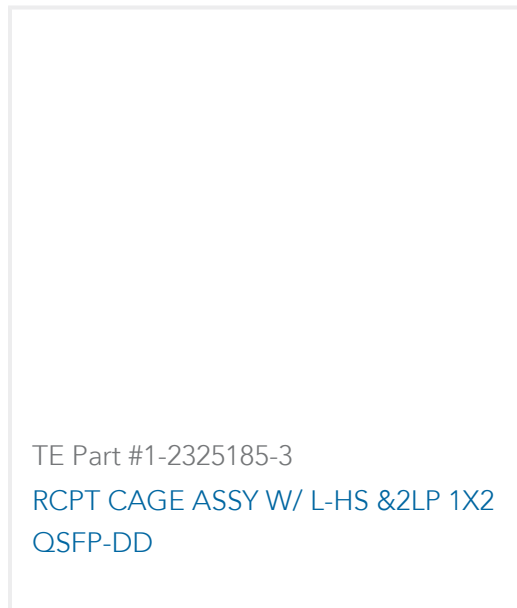 TE Part #1-2325185-3
RCPT CAGE ASSY W/ L-HS &2LP 1X2
QSFP-DD